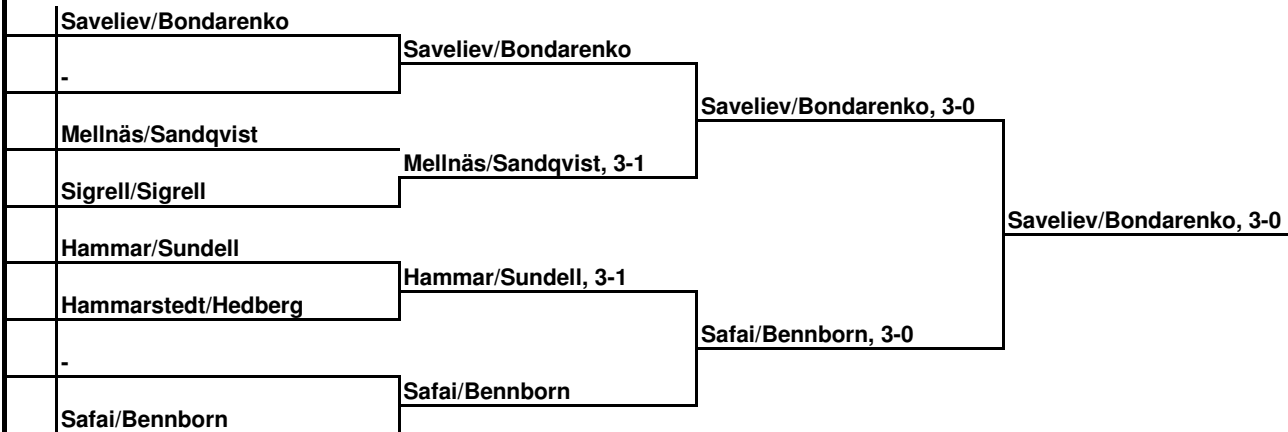 Saveliev/Bondarenko
-
Mellnäs/Sandqvist
Sigrell/Sigrell
Hammar/Sundell
Hammarstedt/Hedberg
-
Safai/Bennborn
Saveliev/Bondarenko
Mellnäs/Sandqvist, 3-1
Hammar/Sundell, 3-1
Safai/Bennborn
Saveliev/Bondarenko, 3-0
Safai/Bennborn, 3-0
Saveliev/Bondarenko, 3-0